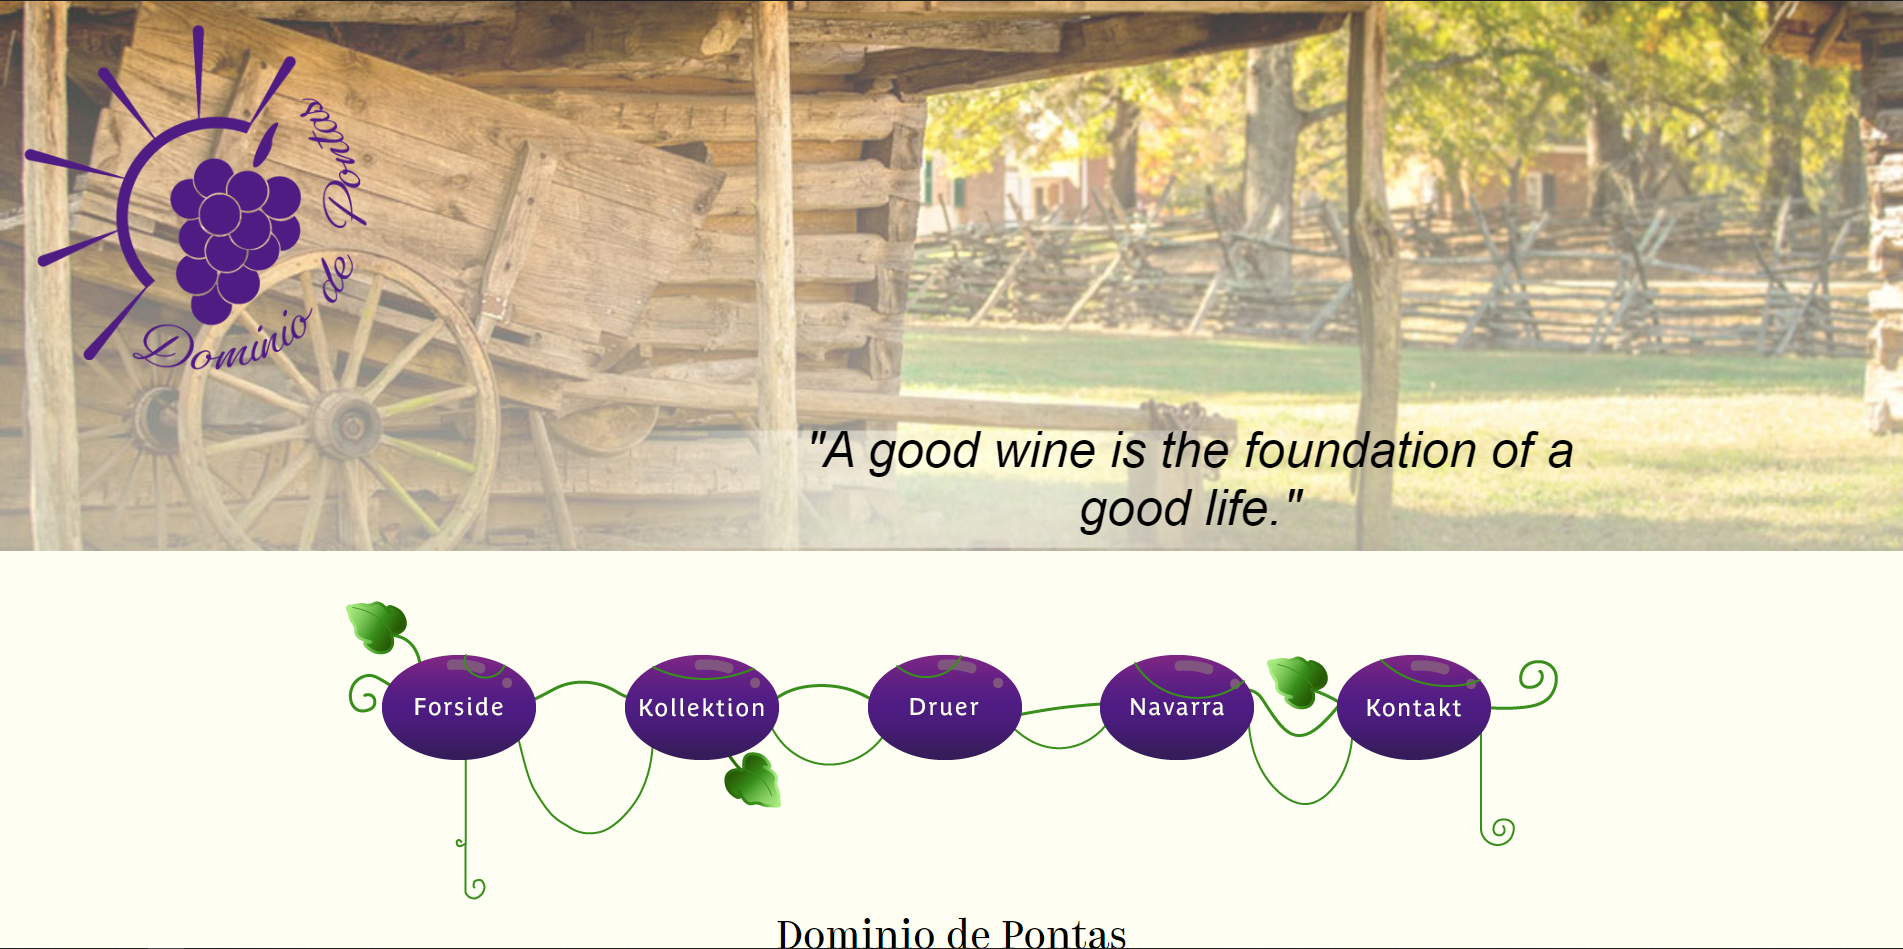 Dominio de Pontas
"A good wine is the foundation of a
good life."
Forside Kollektion Druer Navarra Kontakt
Dominio de Pontas